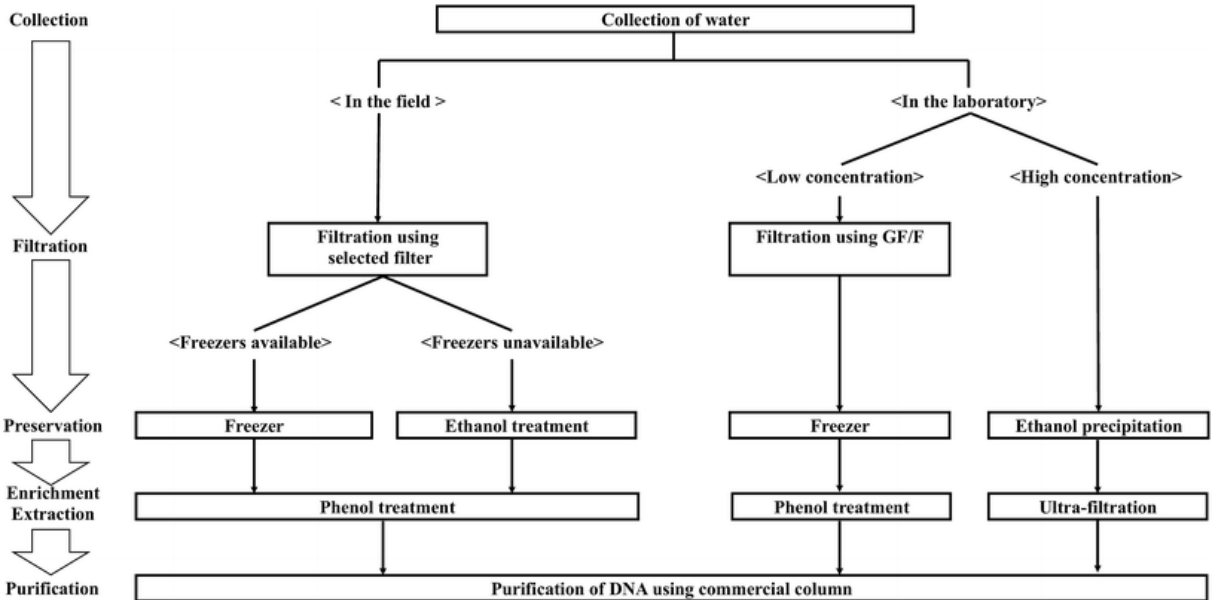 Collection
Collection of water
< In the field >
<In the laboratory>
<Low concentration>
<High concentration>
Filtration
Filtration using
selected filter
Filtration using GF/F
<Freezers available>
<Freezers unavailable>
Preservation
Freezer
Ethanol treatment
Freezer
Ethanol precipitation
Enrichment
Extraction
Phenol treatment
Phenol treatment
Ultra-filtration
Purification
Purification of DNA using commercial column